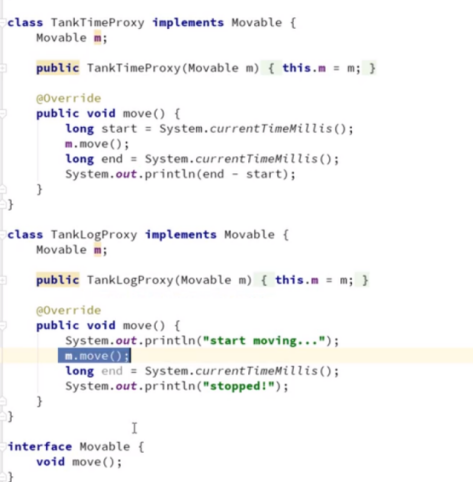 class TankTimeProxy implements Movable {
Movable m;
public TankTimeProxy(Movable m) { this.m = m; }
@Override
public void move() {
long start = System.currentTimeMillis();
m.move();
long end = System.currentTimeMillis();
System.out.println(end - start);
}
}
class TankLogProxy implements Movable {
Movable m;
public TankLogProxy(Movable m) { this.m = m; }
@Override
public void move() {
System.out.println("start moving...");
m.move();
long end = System.currentTimeMillis();
System.out.println("stopped!");
}
}
interface Movable {
void move();
}